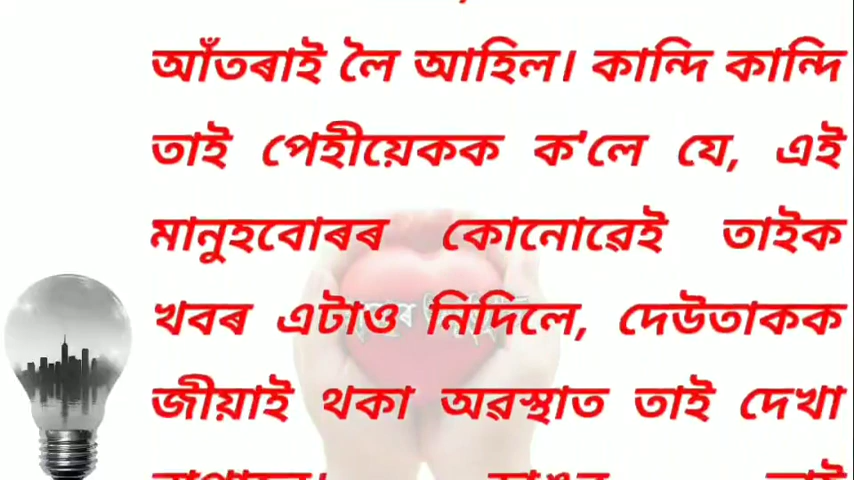 আঁতৰাই লৈ আহিল। কান্দি কান্দি
তাই পেহীয়েকক ক'লে যে, এই
মানুহবোৰৰ কোনোৱেই তাইক
খবৰ এটাও নিদিলে, দেউতাকক
জীয়াই থকা অৱস্থাত তাই দেখা